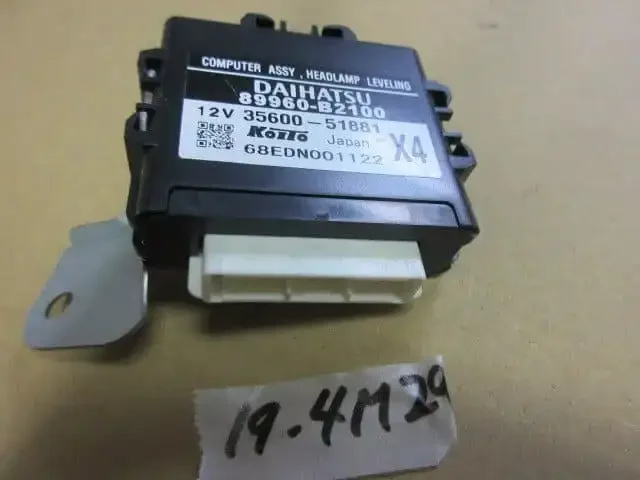 COMPUTER ASSY, HEADLAMP LEVELING
DAIHATSU
89960-B2100
12V 35600-51881
KOITO Japan X4
68EDN001122
19.4M29